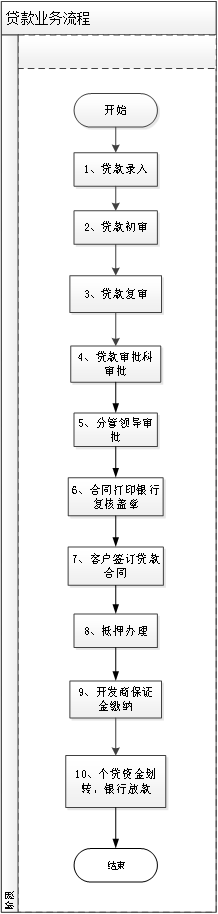 贷款业务流程
开始
1、贷款录入
2、贷款初审
3、贷款复审
4、贷款审批科
审批
5、分管领导审
批
6、合同打印银行
复核盖章
7、客户签订贷款
合同
8、抵押办理
9、开发商保证
金缴纳
10、个贷资金划
转，银行放款
结束
阶段